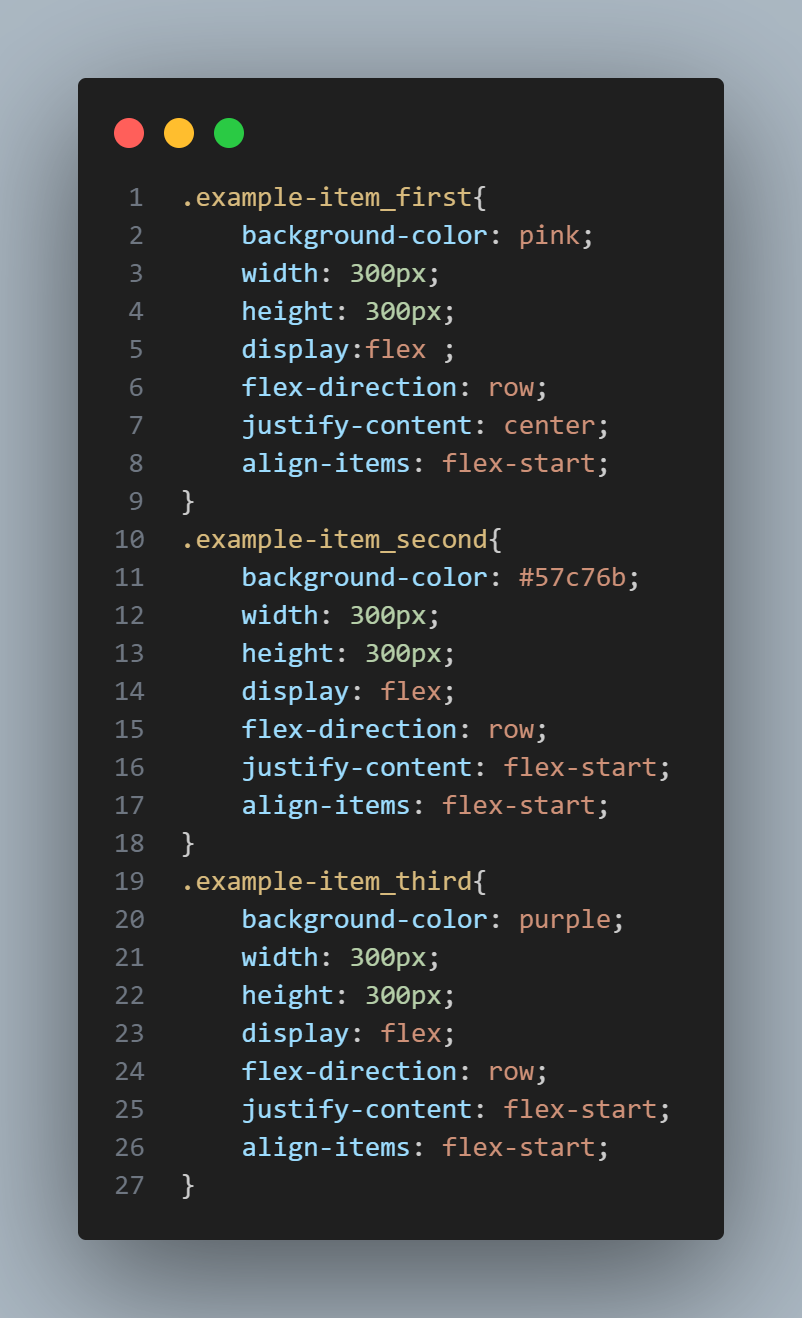 1 .example-item_first{
2     background-color: pink;
3     width: 300px;
4     height: 300px;
5     display:flex ;
6     flex-direction: row;
7     justify-content: center;
8     align-items: flex-start;
9 }
10 .example-item_second{
11     background-color: #57c76b;
12     width: 300px;
13     height: 300px;
14     display: flex;
15     flex-direction: row;
16     justify-content: flex-start;
17     align-items: flex-start;
18 }
19 .example-item_third{
20     background-color: purple;
21     width: 300px;
22     height: 300px;
23     display: flex;
24     flex-direction: row;
25     justify-content: flex-start;
26     align-items: flex-start;
27 }